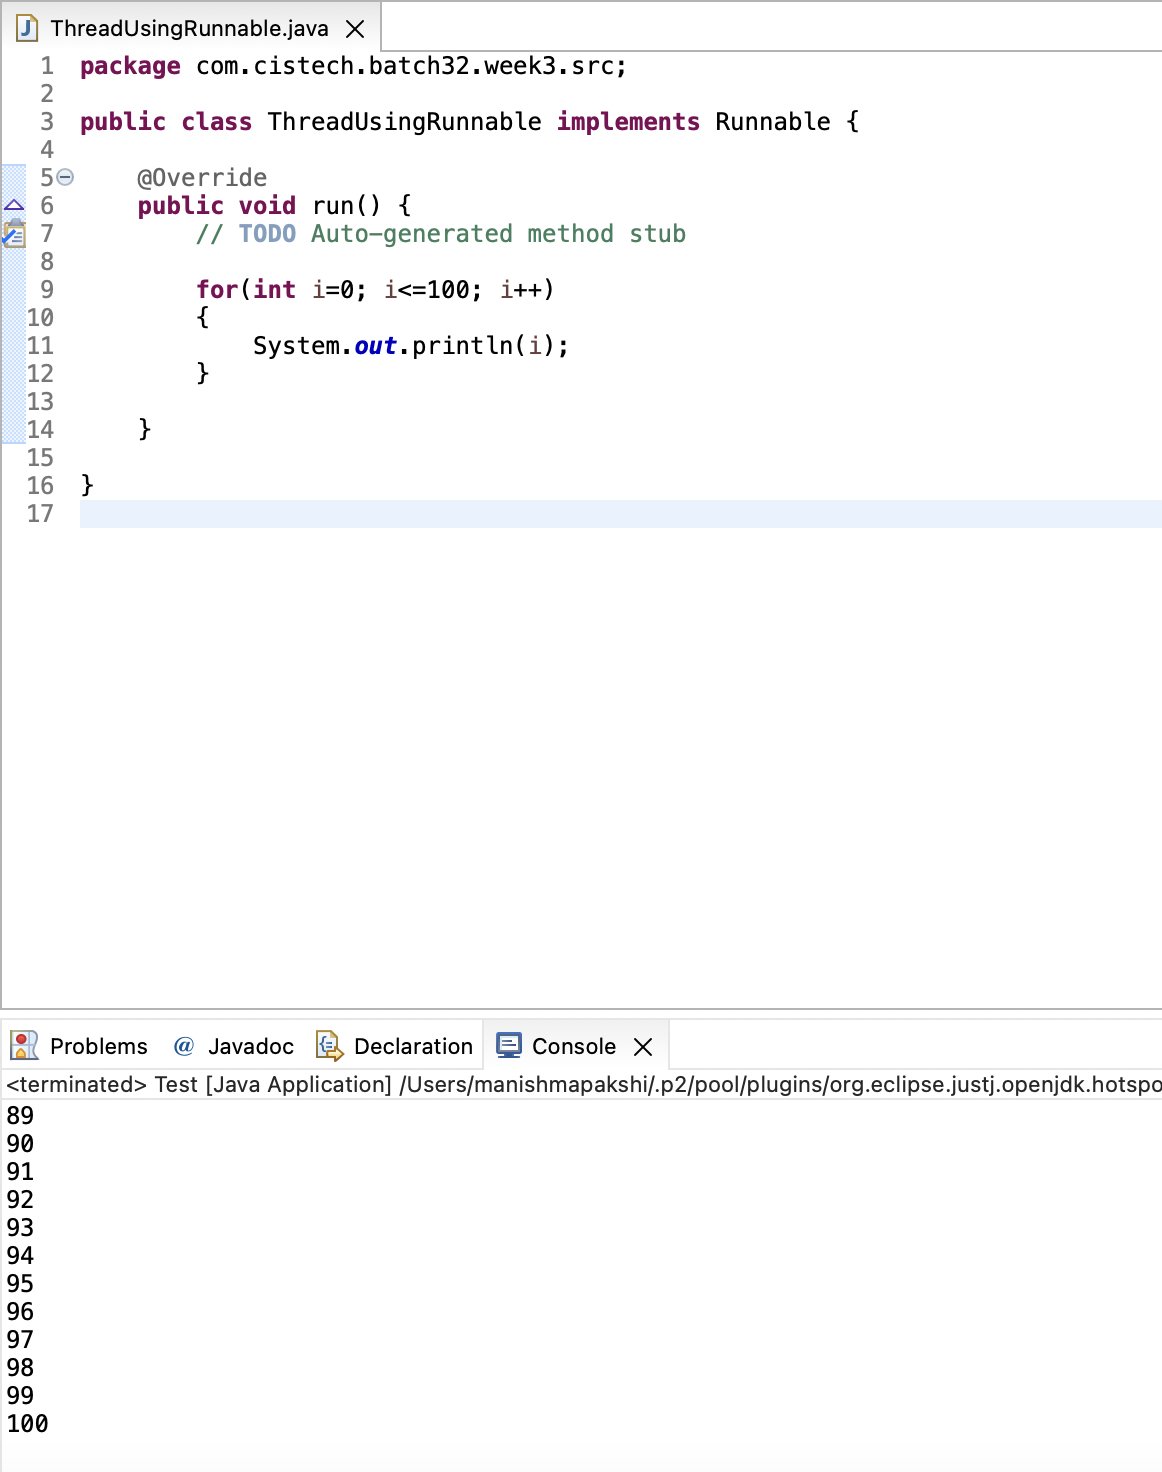 ThreadUsingRunnable.java
1 package com.cistech.batch32.week3.src;
2
3 public class ThreadUsingRunnable implements Runnable {
4
5     @Override
6     public void run() {
7         // TODO Auto-generated method stub
8
9         for(int i=0; i<=100; i++)
10         {
11             System.out.println(i);
12         }
13
14     }
15
16 }
17
Problems @ Javadoc Declaration Console
<terminated> Test [Java Application] /Users/manishmapakshi/.p2/pool/plugins/org.eclipse.justj.openjdk.hotspo
89
90
91
92
93
94
95
96
97
98
99
100